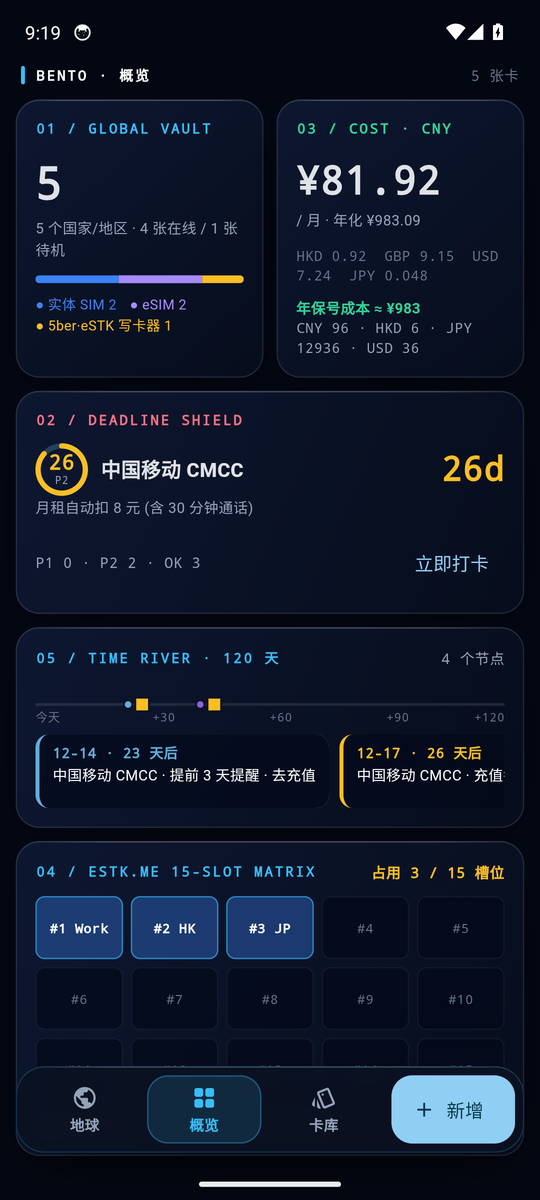 9:19
BENTO · 概览
5 张卡
01 / GLOBAL VAULT
5
5 个国家/地区 · 4 张在线 / 1 张
待机
实体 SIM 2
eSIM 2
5ber·eSTK 写卡器 1
03 / COST · CNY
¥81.92
/ 月 · 年化 ¥983.09
HKD 0.92 GBP 9.15 USD
7.24 JPY 0.048
年保号成本 ≈ ¥983
CNY 96 · HKD 6 · JPY
12936 · USD 36
02 / DEADLINE SHIELD
26
P2
中国移动 CMCC
26d
月租自动扣 8 元 (含 30 分钟通话)
P1 0 · P2 2 · OK 3
立即打卡
05 / TIME RIVER · 120 天
4 个节点
今天
+30
+60
+90
+120
12-14 · 23 天后
中国移动 CMCC · 提前 3 天提醒 · 去充值
12-17 · 26 天后
中国移动 CMCC · 充值
04 / ESTK.ME 15-SLOT MATRIX
占用 3 / 15 槽位
#1 Work
#2 HK
#3 JP
#4
#5
#6
#7
#8
#9
#10
地球
概览
卡库
+ 新增